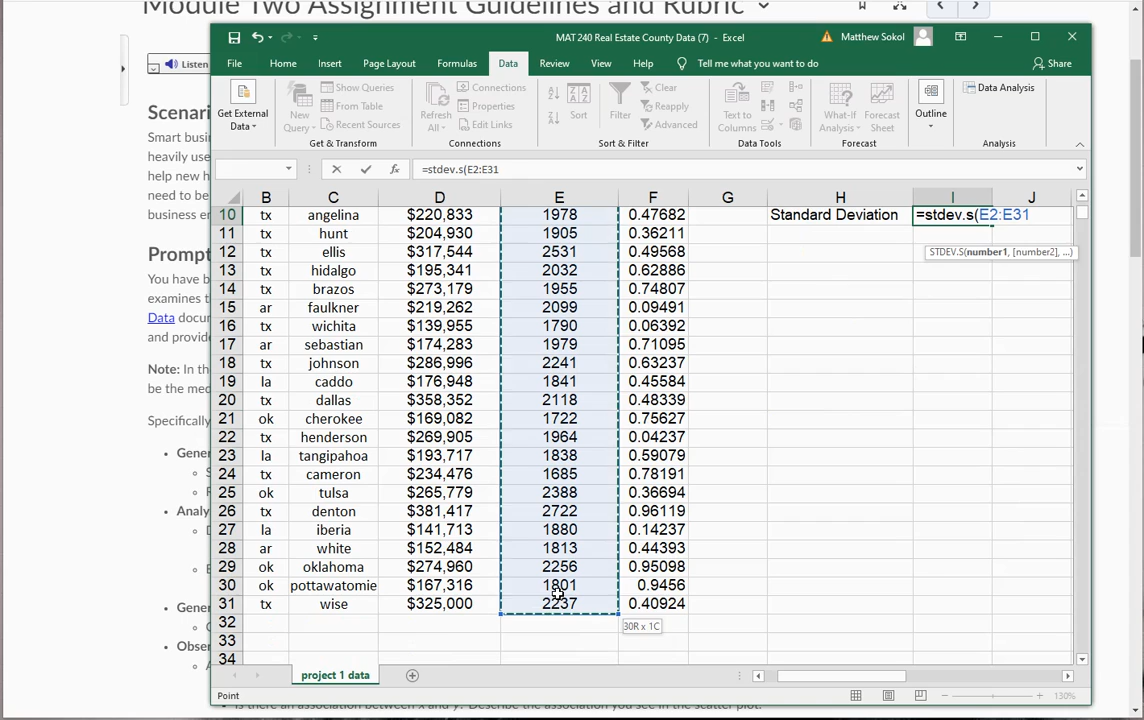 Module Two Assignment Guidelines and Rubric
MAT 240 Real Estate County Data (7) - Excel
Matthew Sokol
File Home Insert Page Layout Formulas Data Review View Help Tell me what you want to do Share
Listen
Scenari
Smart busin
heavily use
help new h
need to be
business er
Prompt
You have b
examines t
Data docu
and provide
Note: In th
be the med
Specifically
Gener
S
R
Analy
D
E
Gener
C
Obser
A
Get External
Data
New
Query
Show Queries
From Table
Recent Sources
Get & Transform
Refresh
All
Connections
Properties
Edit Links
Connections
Sort
Filter
Clear
Reapply
Advanced
Sort & Filter
Text to
Columns
Data Tools
What-If
Analysis
Forecast
Sheet
Forecast
Outline
Data Analysis
Analysis
=stdev.s(E2:E31
B C D E F G H I J
10 tx angelina $220,833 1978 0.47682 Standard Deviation =stdev.s(E2:E31
STDEV.S(number1, [number2], ...)
11 tx hunt $204,930 1905 0.36211
12 tx ellis $317,544 2531 0.49568
13 tx hidalgo $195,341 2032 0.62886
14 tx brazos $273,179 1955 0.74807
15 ar faulkner $219,262 2099 0.09491
16 tx wichita $139,955 1790 0.06392
17 ar sebastian $174,283 1979 0.71095
18 tx johnson $286,996 2241 0.63237
19 la caddo $176,948 1841 0.45584
20 tx dallas $358,352 2118 0.48339
21 ok cherokee $169,082 1722 0.75627
22 tx henderson $269,905 1964 0.04237
23 la tangipahoa $193,717 1838 0.59079
24 tx cameron $234,476 1685 0.78191
25 ok tulsa $265,779 2388 0.36694
26 tx denton $381,417 2722 0.96119
27 la iberia $141,713 1880 0.14237
28 ar white $152,484 1813 0.44393
29 ok oklahoma $274,960 2256 0.95098
30 ok pottawatomie $167,316 1801 0.9456
31 tx wise $325,000 2237 0.40924
32
30R x 1C
33
34
project 1 data
Point
130%
Is there an association between x and y? Describe the association you see in the scatter plot.